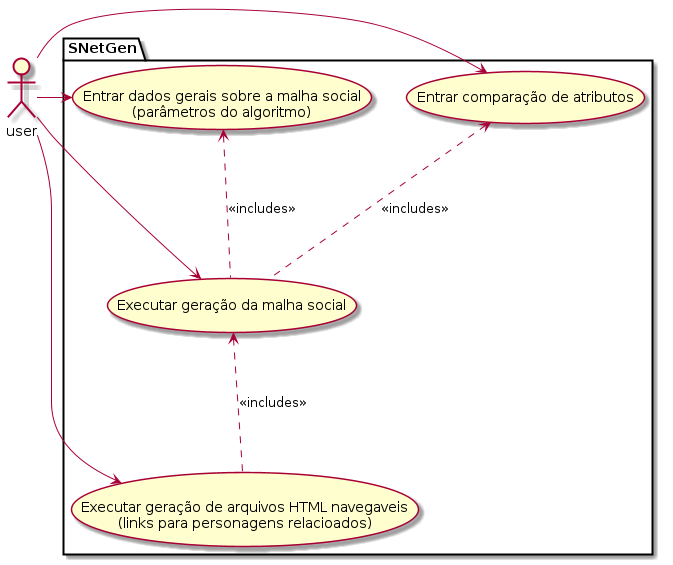 SNetGen
Entrar dados gerais sobre a malha social
(parâmetros do algoritmo)
Entrar comparação de atributos
user
«includes»
«includes»
Executar geração da malha social
«includes»
Executar geração de arquivos HTML navegaveis
(links para personagens relacioados)